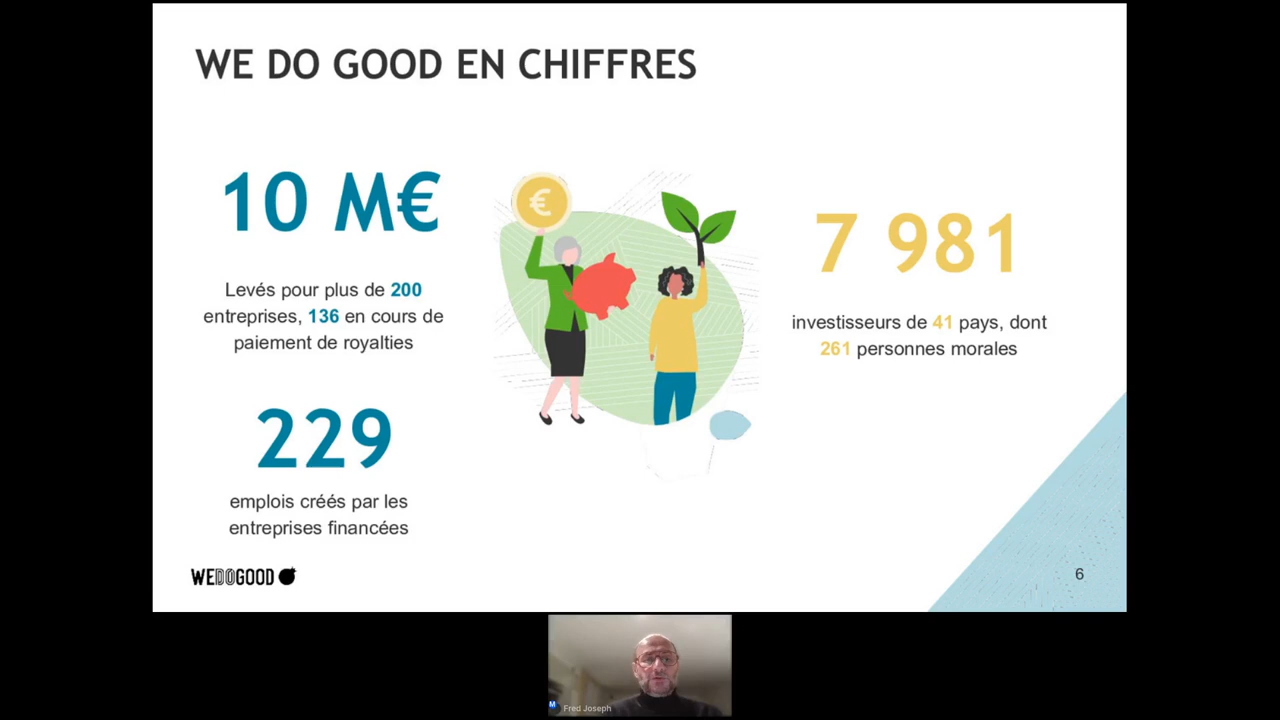 WE DO GOOD EN CHIFFRES
10 M€
Levés pour plus de 200
entreprises, 136 en cours de
paiement de royalties
229
emplois créés par les
entreprises financées
€
7 981
investisseurs de 41 pays, dont
261 personnes morales
WEDOGOOD
6
M
Fred Joseph